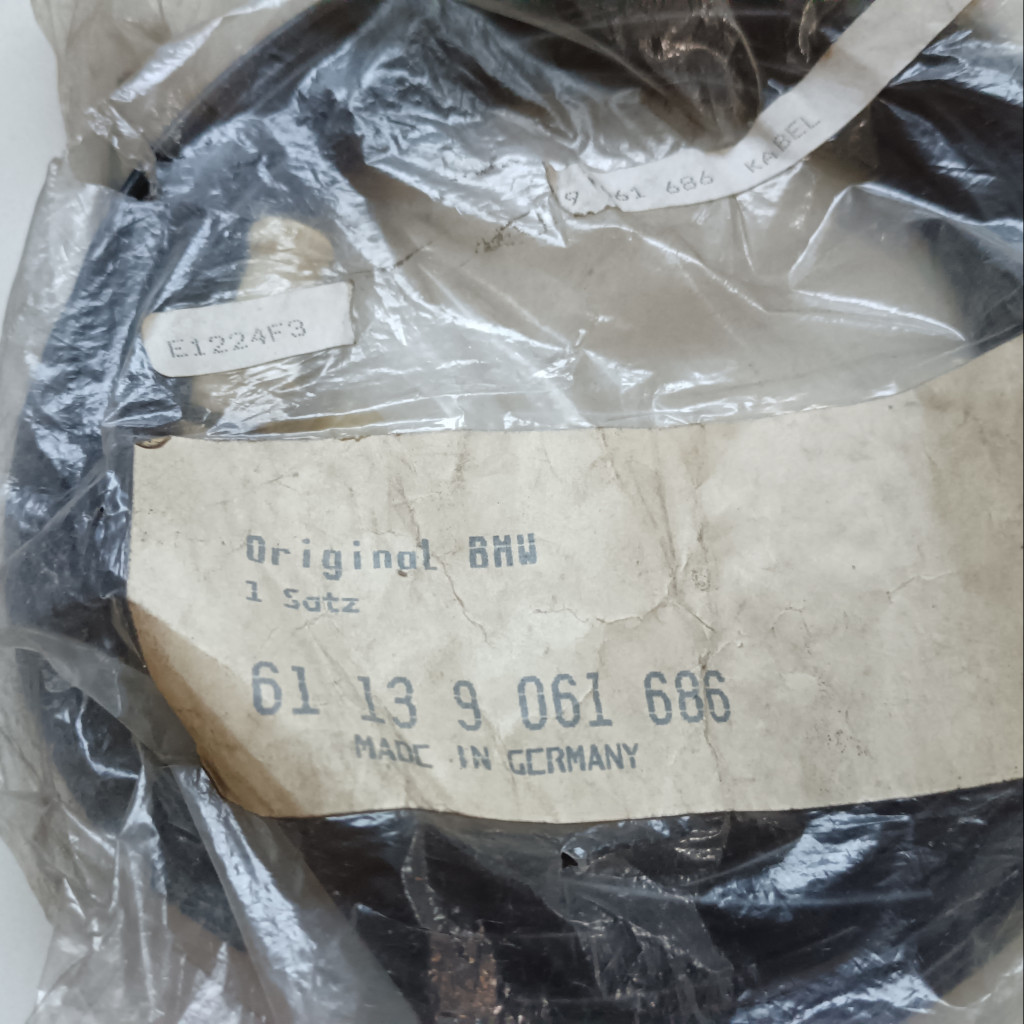 9 061 686 KABEL
E1224F3
Original BMW
1 Satz
61 13 9 061 686
MADE IN GERMANY